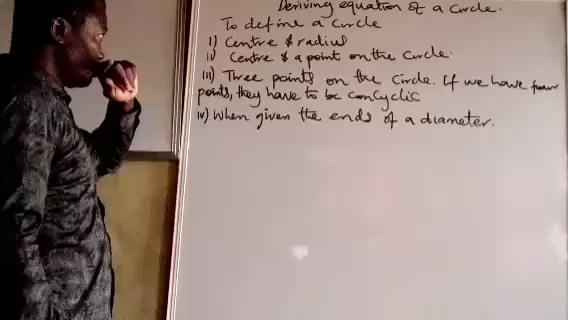 Deriving equation of a Circle.
To define a Circle
i) Centre & radius
ii) Centre & a point on the Circle.
iii) Three points on the Circle. If we have four
points, they have to be Concyclic
iv) When given the ends of a diameter.